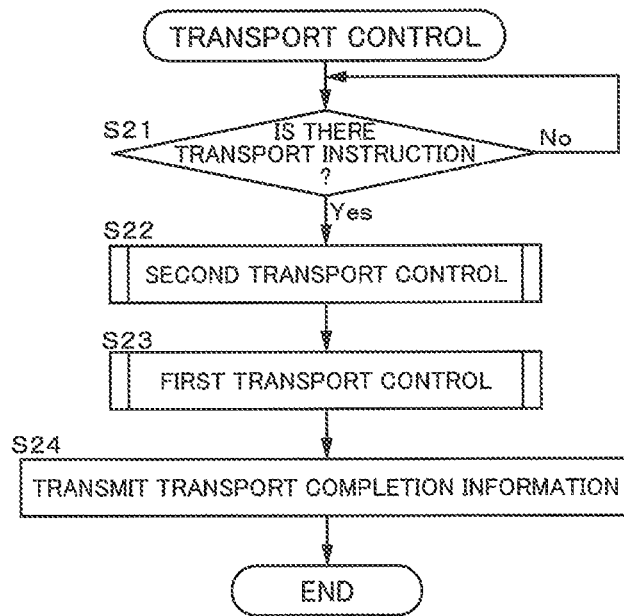 TRANSPORT CONTROL
S21
IS THERE
TRANSPORT INSTRUCTION
?
No
Yes
S22
SECOND TRANSPORT CONTROL
S23
FIRST TRANSPORT CONTROL
S24
TRANSMIT TRANSPORT COMPLETION INFORMATION
END